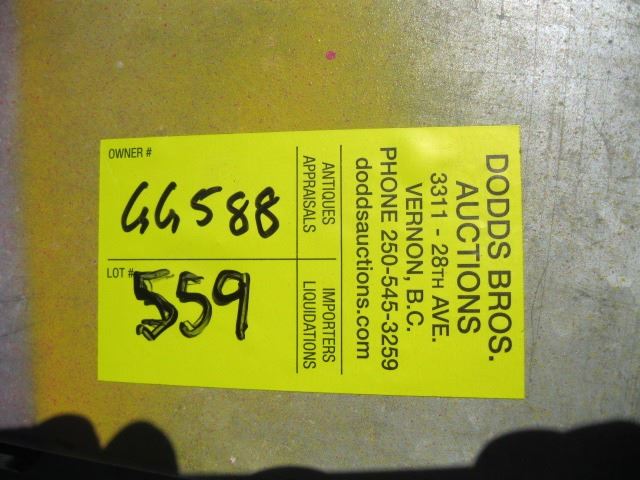 DODDS BROS.
AUCTIONS
3311 - 28TH AVE.
VERNON, B.C.
PHONE 250-545-3259
doddsauctions.com
ANTIQUES
APPRAISALS
IMPORTERS
LIQUIDATIONS
OWNER #
GG588
LOT #
559